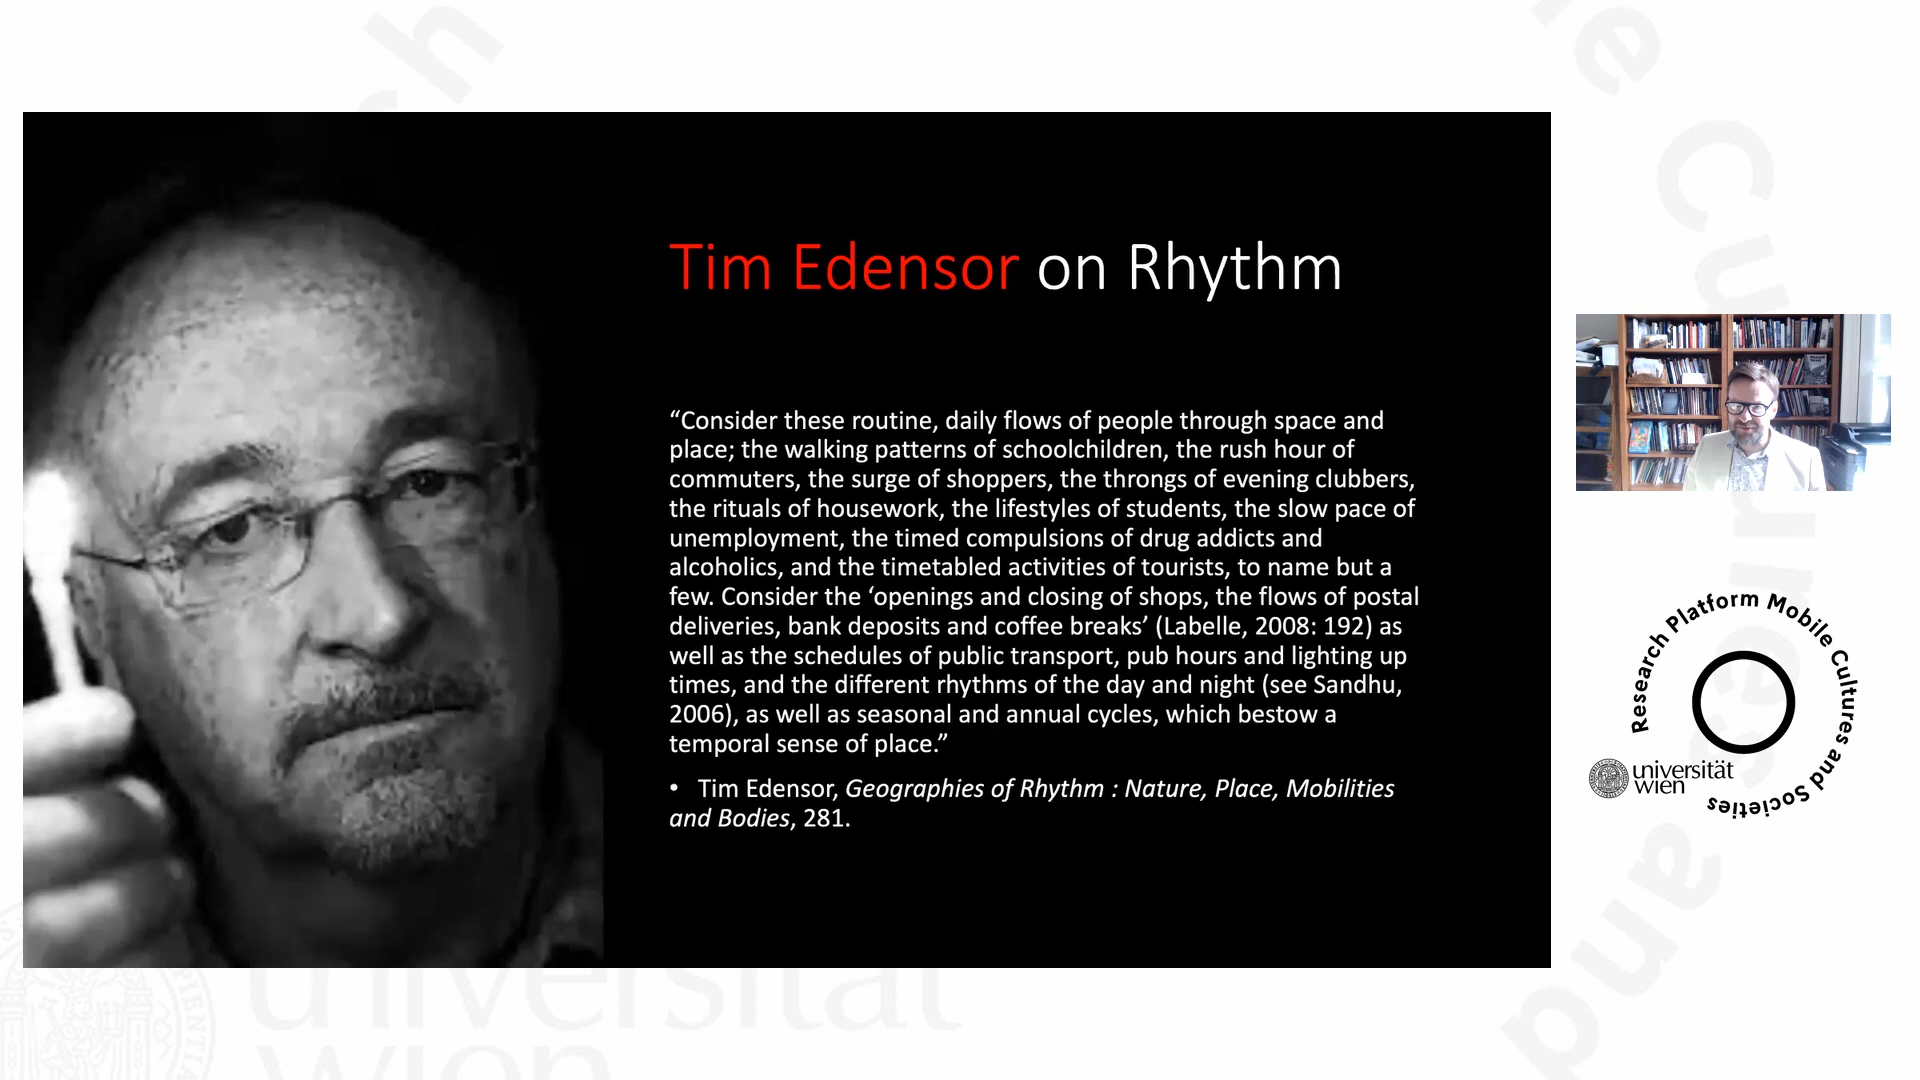 Tim Edensor on Rhythm
“Consider these routine, daily flows of people through space and
place; the walking patterns of schoolchildren, the rush hour of
commuters, the surge of shoppers, the throngs of evening clubbers,
the rituals of housework, the lifestyles of students, the slow pace of
unemployment, the timed compulsions of drug addicts and
alcoholics, and the timetabled activities of tourists, to name but a
few. Consider the ‘openings and closing of shops, the flows of postal
deliveries, bank deposits and coffee breaks’ (Labelle, 2008: 192) as
well as the schedules of public transport, pub hours and lighting up
times, and the different rhythms of the day and night (see Sandhu,
2006), as well as seasonal and annual cycles, which bestow a
temporal sense of place.”
• Tim Edensor, Geographies of Rhythm : Nature, Place, Mobilities
and Bodies, 281.
Research Platform Mobile Cultures and Societies
universität
wien
universität
wien